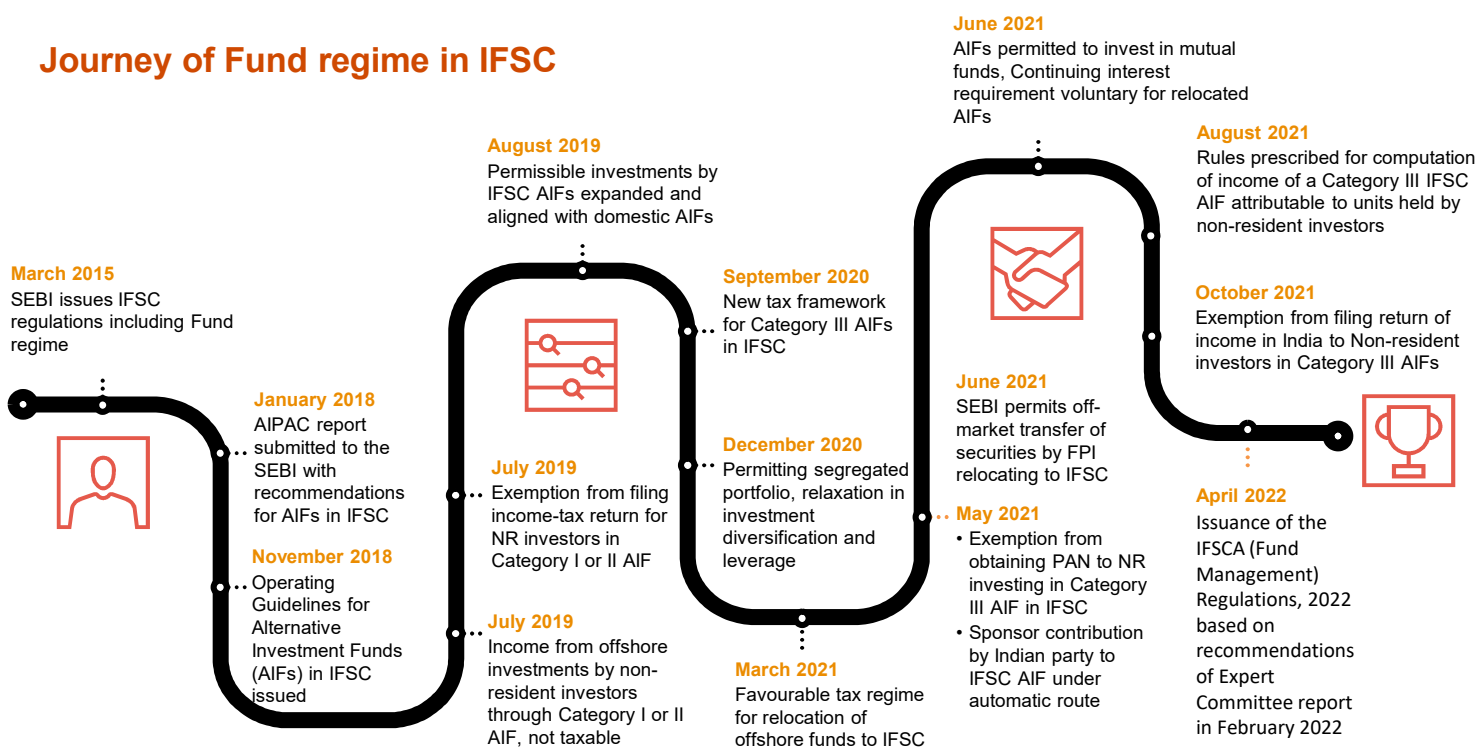 Journey of Fund regime in IFSC
March 2015
SEBI issues IFSC
regulations including Fund
regime
January 2018
AIPAC report
submitted to the
SEBI with
recommendations
for AIFs in IFSC
November 2018
Operating
Guidelines for
Alternative
Investment Funds
(AIFs) in IFSC
issued
July 2019
Income from offshore
investments by non-
resident investors
through Category I or II
AIF, not taxable
July 2019
Exemption from filing
income-tax return for
NR investors in
Category I or II AIF
August 2019
Permissible investments by
IFSC AIFs expanded and
aligned with domestic AIFs
September 2020
New tax framework
for Category III AIFs
in IFSC
December 2020
Permitting segregated
portfolio, relaxation in
investment
diversification and
leverage
March 2021
Favourable tax regime
for relocation of
offshore funds to IFSC
May 2021
• Exemption from
obtaining PAN to NR
investing in Category
III AIF in IFSC
• Sponsor contribution
by Indian party to
IFSC AIF under
automatic route
June 2021
SEBI permits off-
market transfer of
securities by FPI
relocating to IFSC
June 2021
AIFs permitted to invest in mutual
funds, Continuing interest
requirement voluntary for relocated
AIFs
August 2021
Rules prescribed for computation
of income of a Category III IFSC
AIF attributable to units held by
non-resident investors
October 2021
Exemption from filing return of
income in India to Non-resident
investors in Category III AIFs
April 2022
Issuance of the
IFSCA (Fund
Management)
Regulations, 2022
based on
recommendations
of Expert
Committee report
in February 2022